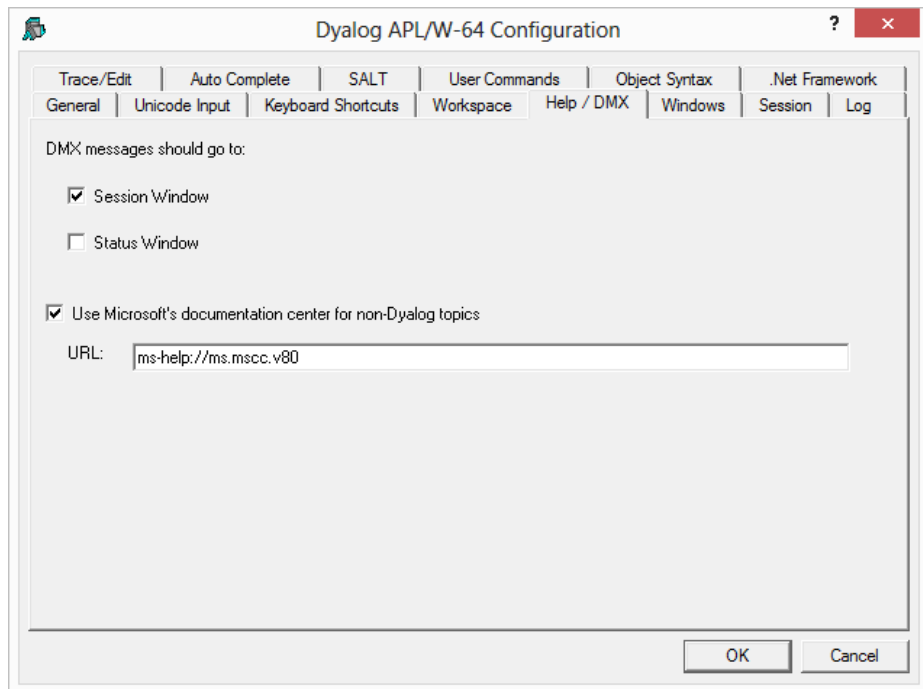 Dyalog APL/W-64 Configuration ? ×
Trace/Edit Auto Complete SALT User Commands Object Syntax .Net Framework
General Unicode Input Keyboard Shortcuts Workspace Help / DMX Windows Session Log
DMX messages should go to:
Session Window
Status Window
Use Microsoft's documentation center for non-Dyalog topics
URL: ms-help://ms.mscc.v80
OK Cancel